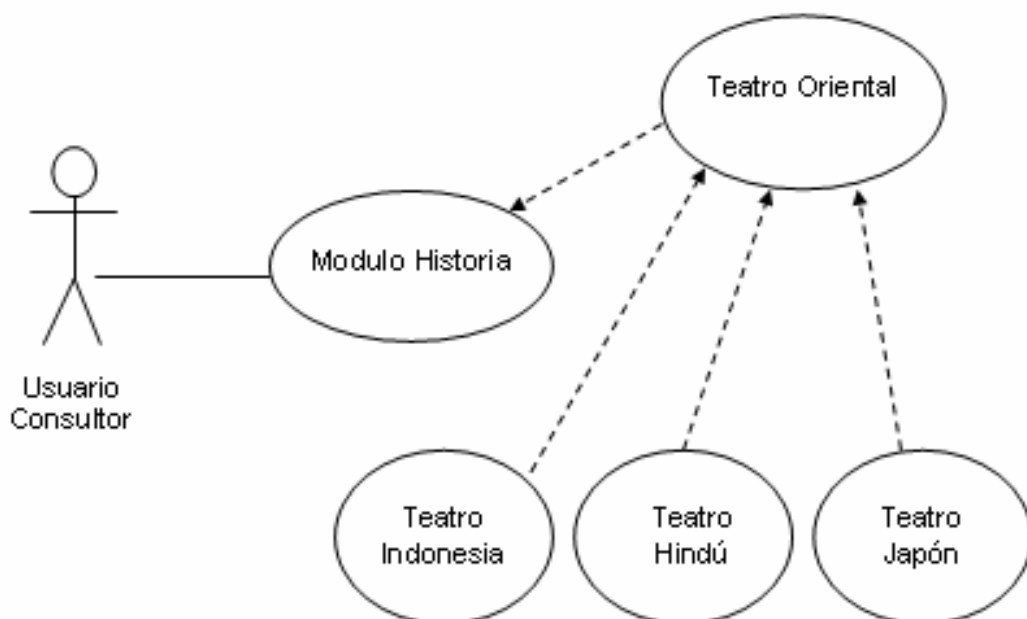 Teatro Oriental
Modulo Historia
Usuario
Consultor
Teatro
Indonesia
Teatro
Hindú
Teatro
Japón